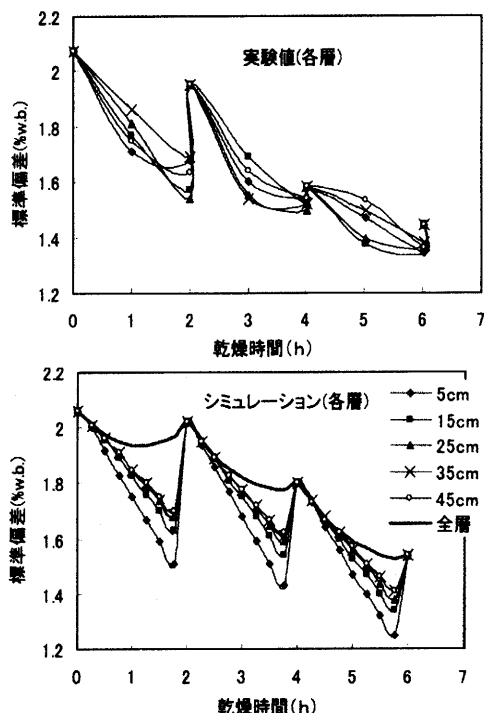 2.2
2
1.8
1.6
1.4
1.2
標準偏差(%w.b.)
実験値(各層)
0 1 2 3 4 5 6 7
乾燥時間(h)
2.2
2
1.8
1.6
1.4
1.2
標準偏差(%w.b.)
シミュレーション(各層)
5cm
15cm
25cm
35cm
45cm
全層
0 1 2 3 4 5 6 7
乾燥時間(h)